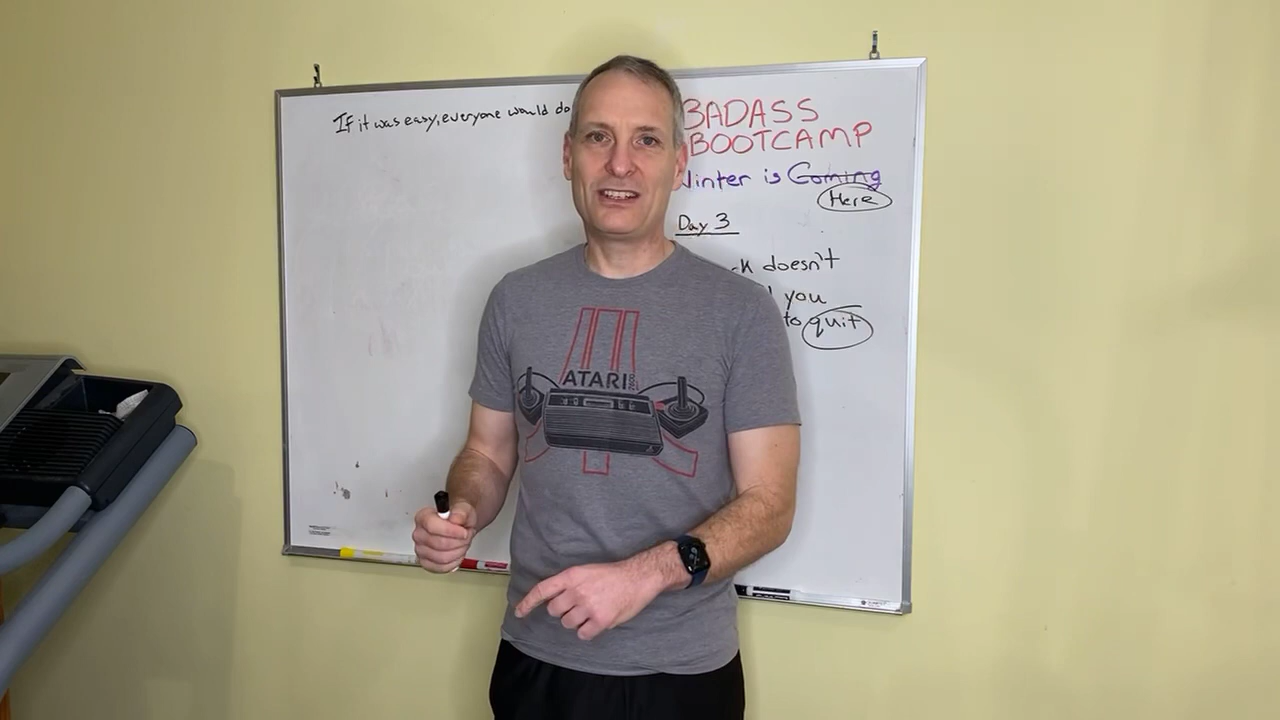 If it was easy, everyone would do
BADASS
BOOTCAMP
Winter is Coming
Here
Day 3
doesn't
you
to quit
ATARI
2600